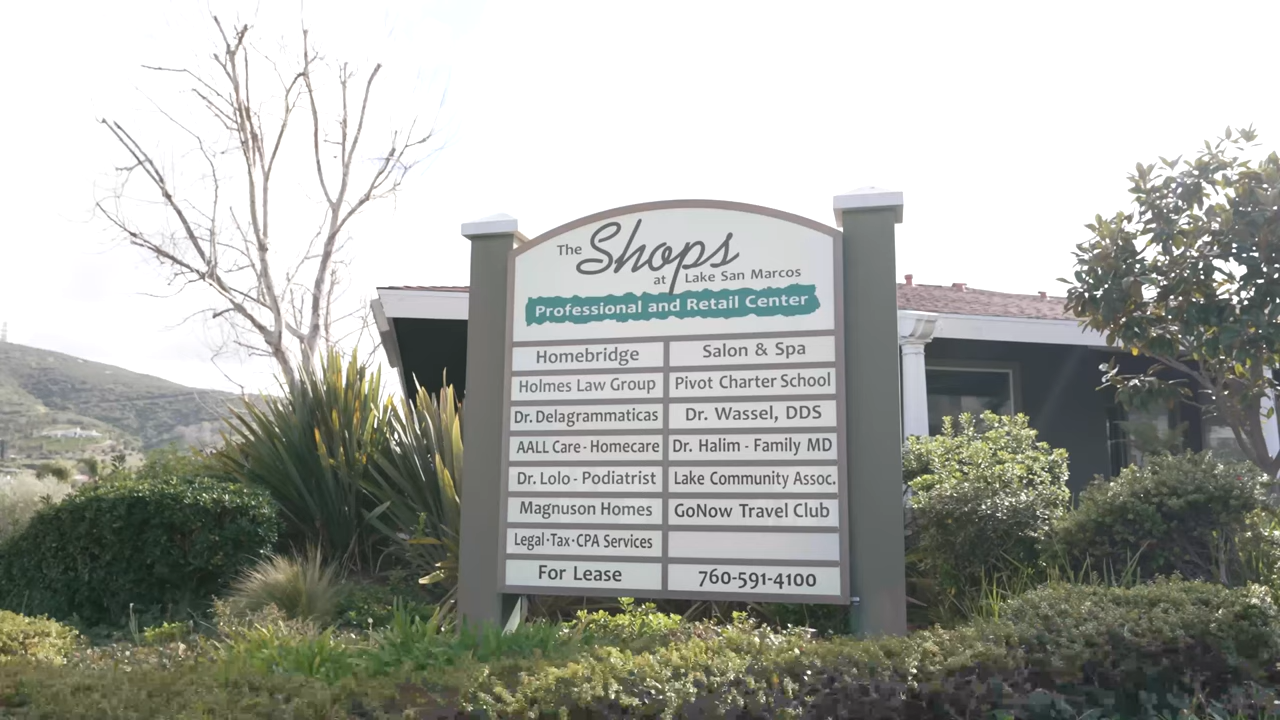 The Shops
at Lake San Marcos
Professional and Retail Center
Homebridge
Salon & Spa
Holmes Law Group
Pivot Charter School
Dr. Delagrammaticas
Dr. Wassel, DDS
AALL Care - Homecare
Dr. Halim - Family MD
Dr. Lolo - Podiatrist
Lake Community Assoc.
Magnuson Homes
GoNow Travel Club
Legal·Tax·CPA Services
For Lease
760-591-4100